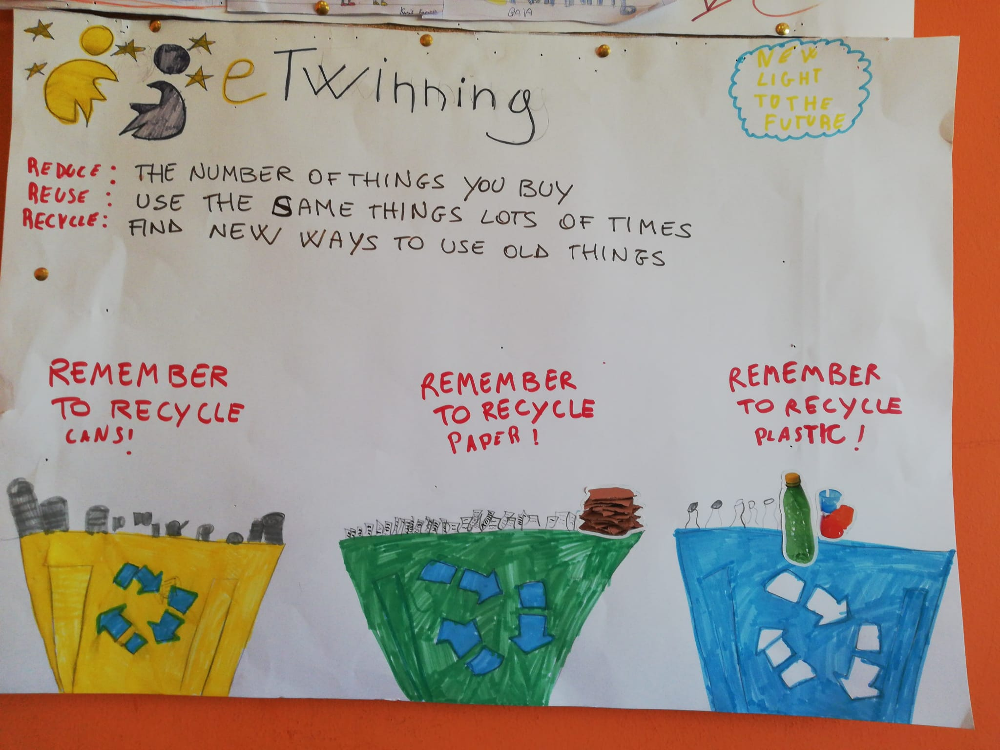 GAIA
eTwinning
NEW
LIGHT
TO THE
FUTURE
REDUCE: THE NUMBER OF THINGS YOU BUY
REUSE: USE THE SAME THINGS LOTS OF TIMES
RECYCLE: FIND NEW WAYS TO USE OLD THINGS
REMEMBER
TO RECYCLE
CANS!
REMEMBER
TO RECYCLE
PAPER!
REMEMBER
TO RECYCLE
PLASTIC!